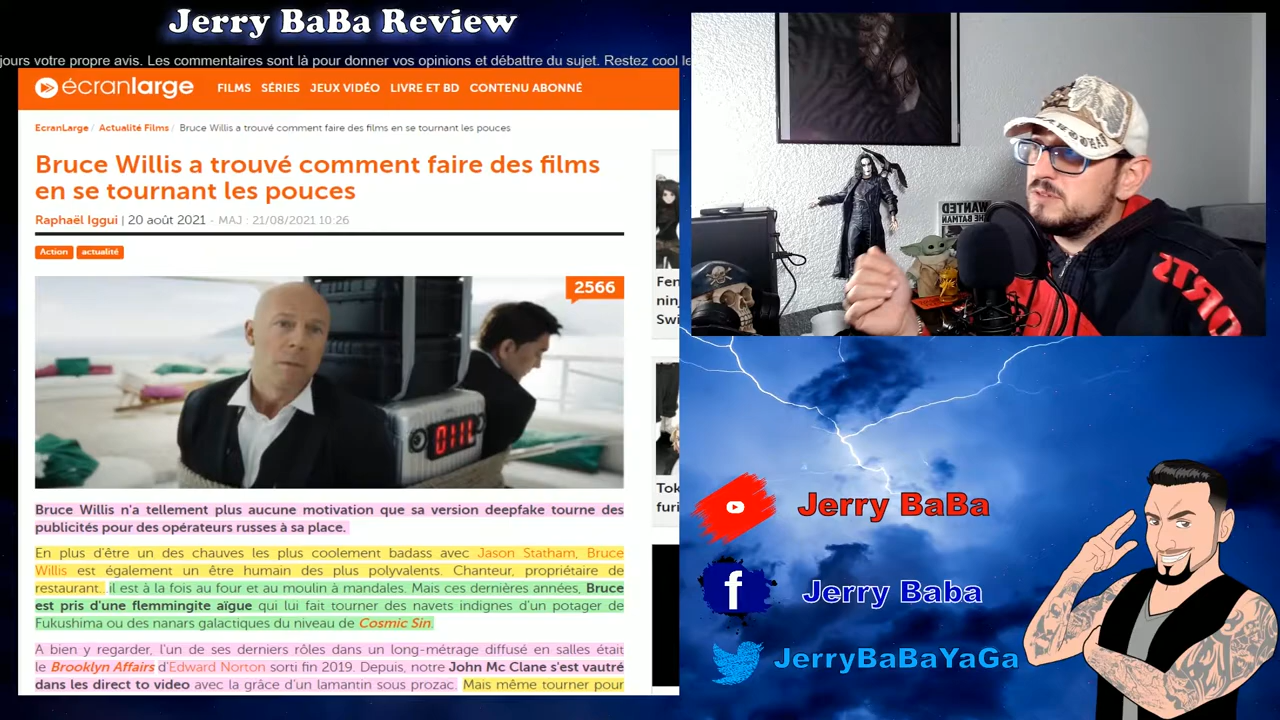 Jerry BaBa Review
jours votre propre avis. Les commentaires sont là pour donner vos opinions et débattre du sujet. Restez cool le
écranlarge FILMS SÉRIES JEUX VIDÉO LIVRE ET BD CONTENU ABONNÉ
EcranLarge / Actualité Films / Bruce Willis a trouvé comment faire des films en se tournant les pouces
Bruce Willis a trouvé comment faire des films
en se tournant les pouces
Raphaël Iggui | 20 août 2021 - MAJ : 21/08/2021 10:26
Action actualité
2566
Bruce Willis n'a tellement plus aucune motivation que sa version deepfake tourne des
publicités pour des opérateurs russes à sa place.
En plus d'être un des chauves les plus coolement badass avec Jason Statham, Bruce
Willis est également un être humain des plus polyvalents. Chanteur, propriétaire de
restaurant... il est à la fois au four et au moulin à mandales. Mais ces dernières années, Bruce
est pris d'une flemmingite aïgue qui lui fait tourner des navets indignes d'un potager de
Fukushima ou des nanars galactiques du niveau de Cosmic Sin.
A bien y regarder, l'un de ses derniers rôles dans un long-métrage diffusé en salles était
le Brooklyn Affairs d'Edward Norton sorti fin 2019. Depuis, notre John Mc Clane s'est vautré
dans les direct to video avec la grâce d'un lamantin sous prozac. Mais même tourner pour
Fen
ninj
Swi
Tok
furi
WANTED
THE BATMAN
Jerry BaBa
f Jerry Baba
JerryBaBaYaGa